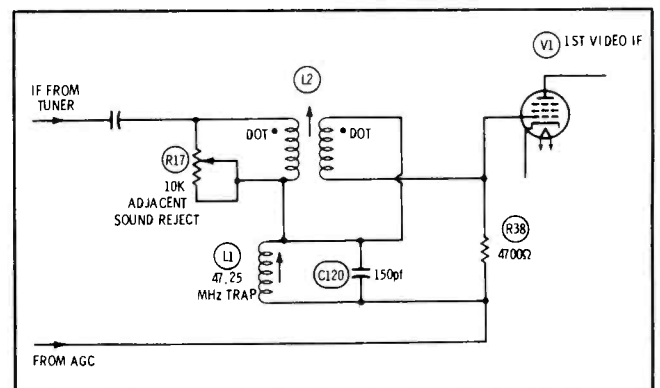 V1 1ST VIDEO IF
L2
IF FROM
TUNER
DOT
DOT
R17
10K
ADJACENT
SOUND REJECT
R38
4700Ω
L1
47.25
MHz TRAP
C120 150pf
FROM AGC